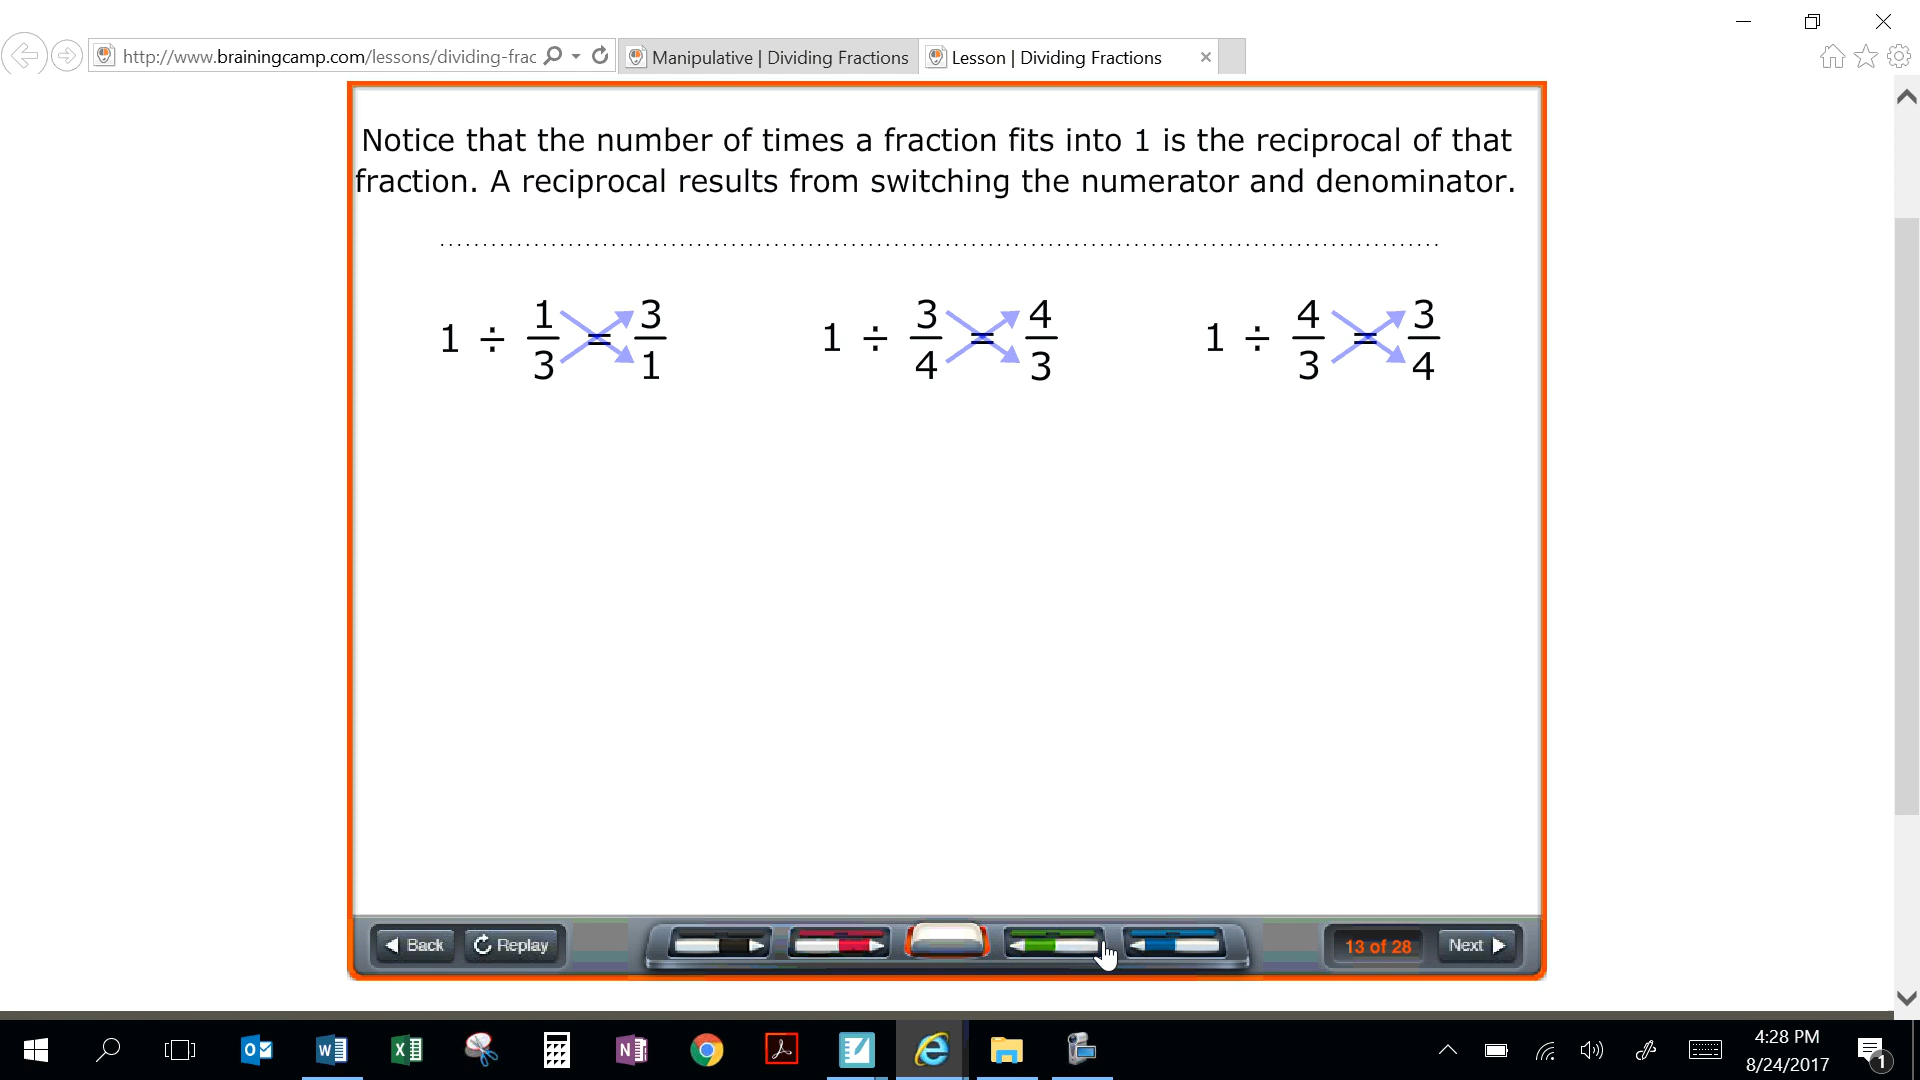 http://www.brainingcamp.com/lessons/dividing-frac
Manipulative | Dividing Fractions
Lesson | Dividing Fractions
Notice that the number of times a fraction fits into 1 is the reciprocal of that
fraction. A reciprocal results from switching the numerator and denominator.
1 ÷ 1/3 = 3/1
1 ÷ 3/4 = 4/3
1 ÷ 4/3 = 3/4
Back
Replay
13 of 28
Next
4:28 PM
8/24/2017
1